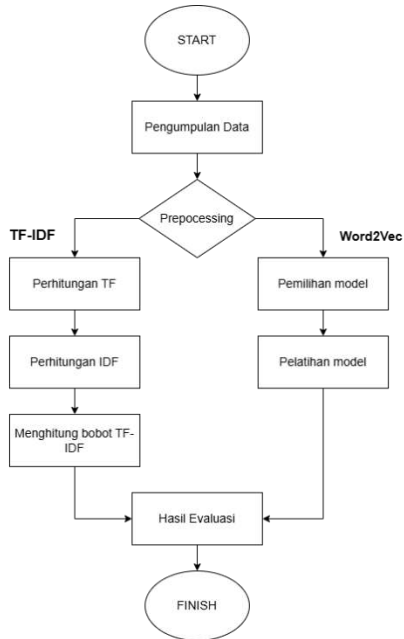 START
Pengumpulan Data
Prepocessing
TF-IDF
Word2Vec
Perhitungan TF
Pemilihan model
Perhitungan IDF
Pelatihan model
Menghitung bobot TF-
IDF
Hasil Evaluasi
FINISH